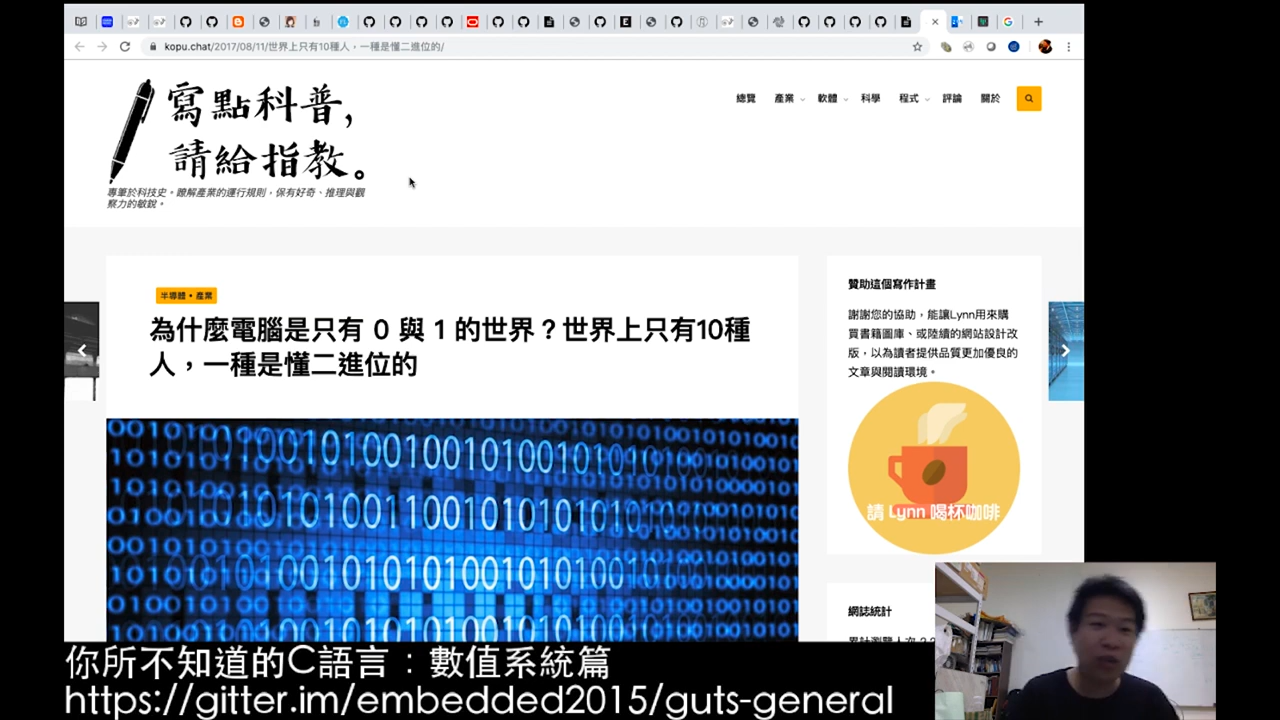 kopu.chat/2017/08/11/世界上只有10種人，一種是懂二進位的/
寫點科普,
請給指教。
專筆於科技史。瞭解產業的運行規則，保有好奇、推理與觀
察力的敏銳。
總覽 產業 軟體 科學 程式 評論 關於
半導體 • 產業
為什麼電腦是只有 0 與 1 的世界？世界上只有10種
人，一種是懂二進位的
贊助這個寫作計畫
謝謝您的協助，能讓Lynn用來購
買書籍圖庫、或陸續的網站設計改
版，以為讀者提供品質更加優良的
文章與閱讀環境。
請 Lynn 喝杯咖啡
網誌統計
你所不知道的C語言：數值系統篇
https://gitter.im/embedded2015/guts-general